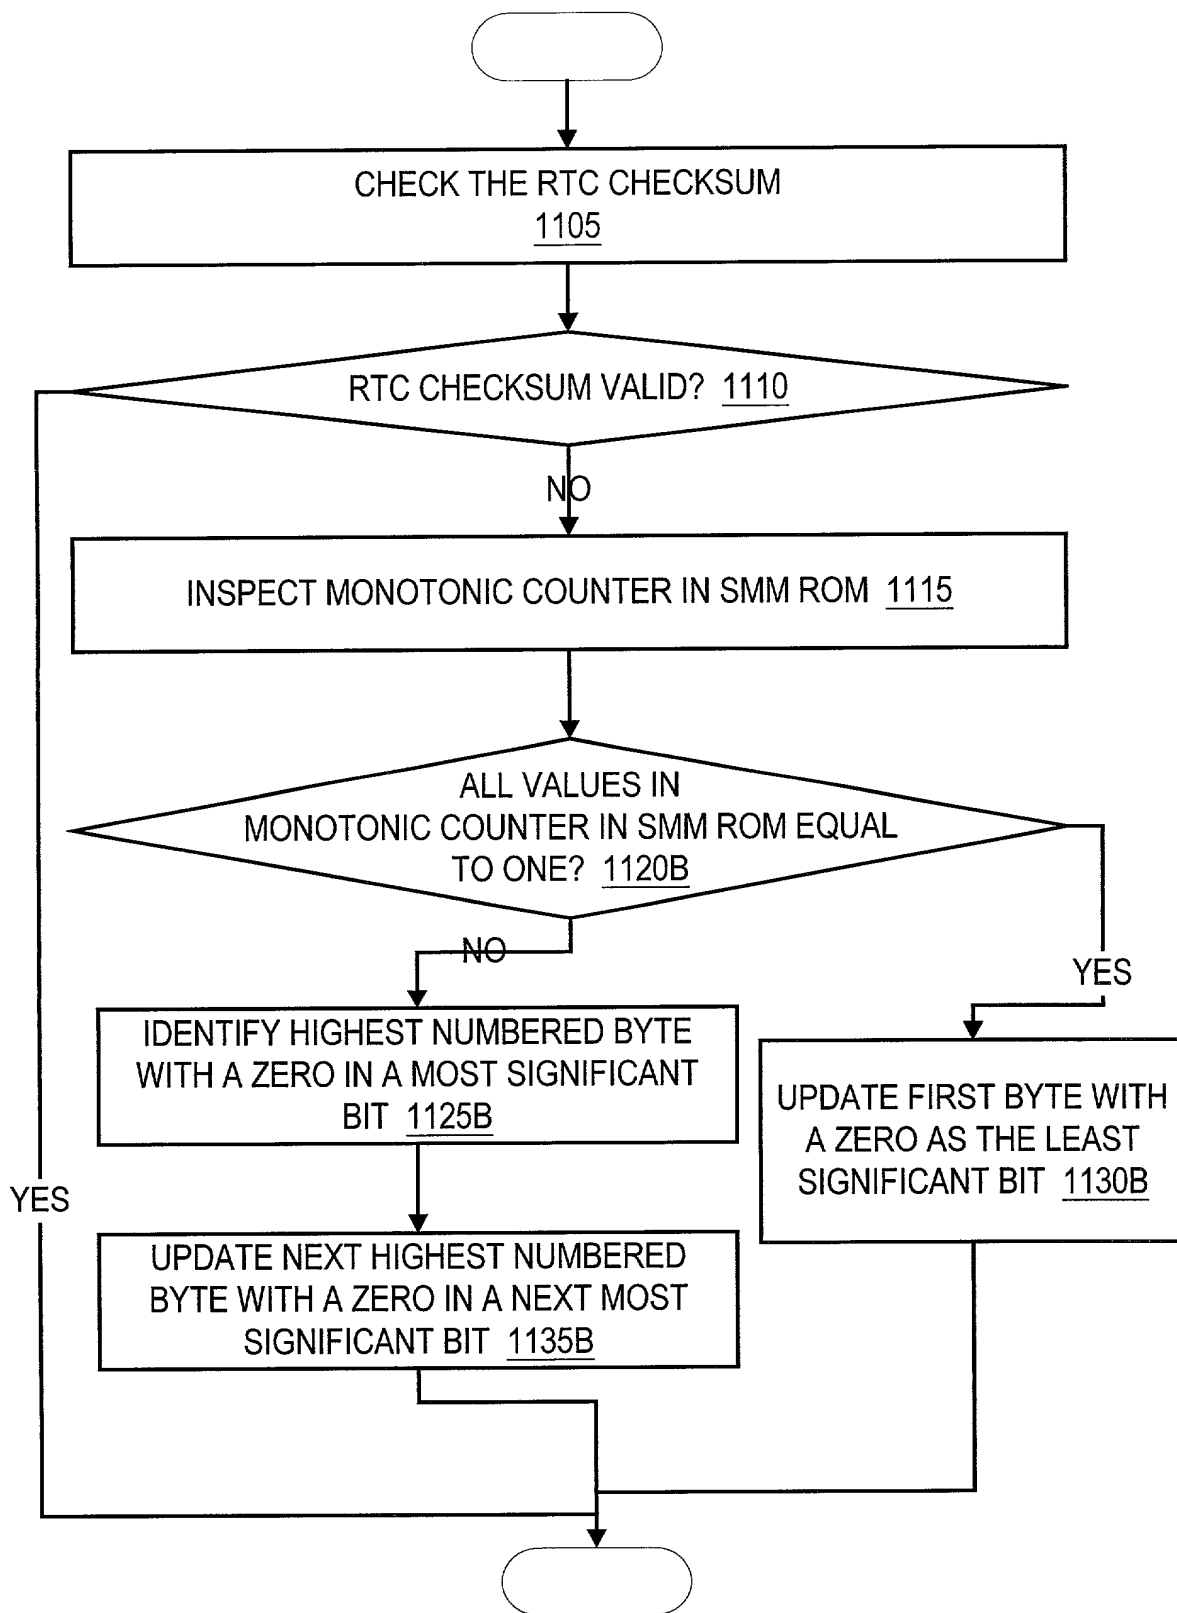 CHECK THE RTC CHECKSUM
1105
RTC CHECKSUM VALID? 1110
NO
INSPECT MONOTONIC COUNTER IN SMM ROM 1115
ALL VALUES IN
MONOTONIC COUNTER IN SMM ROM EQUAL
TO ONE? 1120B
NO
YES
IDENTIFY HIGHEST NUMBERED BYTE
WITH A ZERO IN A MOST SIGNIFICANT
BIT 1125B
UPDATE FIRST BYTE WITH
A ZERO AS THE LEAST
SIGNIFICANT BIT 1130B
YES
UPDATE NEXT HIGHEST NUMBERED
BYTE WITH A ZERO IN A NEXT MOST
SIGNIFICANT BIT 1135B